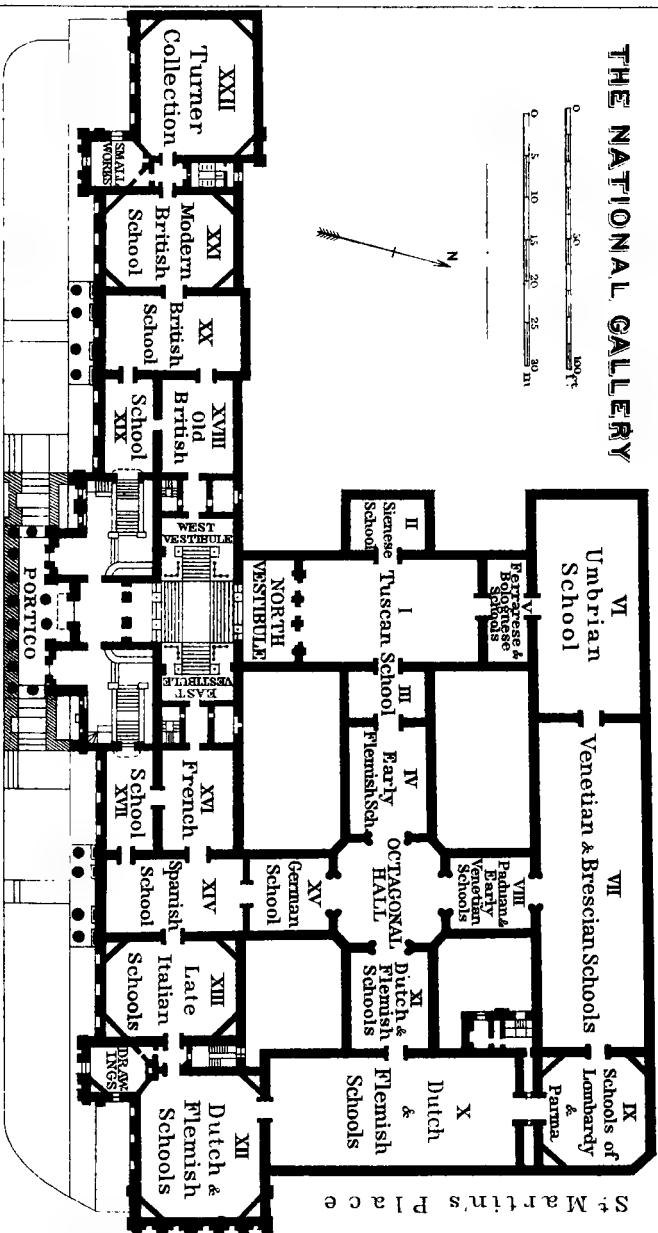 THE NATIONAL GALLERY
0 50 100 ft
0 5 10 15 20 25 30 m
N
XXII
Turner
Collection
SMALL
WORKS
XXI
Modern
British
School
XX
British
School
XVIII
Old
British
School
XIX
WEST
VESTIBULE
PORTICO
EAST
VESTIBULE
NORTH
VESTIBULE
I
Tuscan School
II
Sienese
School
III
IV
Early
Flemish Sch.
V
Ferrarese &
Bolognese
Schools
VI
Umbrian
School
VII
Venetian & Brescian Schools
VIII
Paduan &
Early
Venetian
Schools
IX
Schools of
Lombardy
&
Parma
OCTAGONAL
HALL
X
Dutch
&
Flemish
Schools
XI
Dutch &
Flemish
Schools
XII
Dutch &
Flemish
Schools
DRAW-
INGS
XIII
Late
Italian
Schools
XIV
Spanish
School
XV
German
School
XVI
French
School
XVII
St. Martin's Place